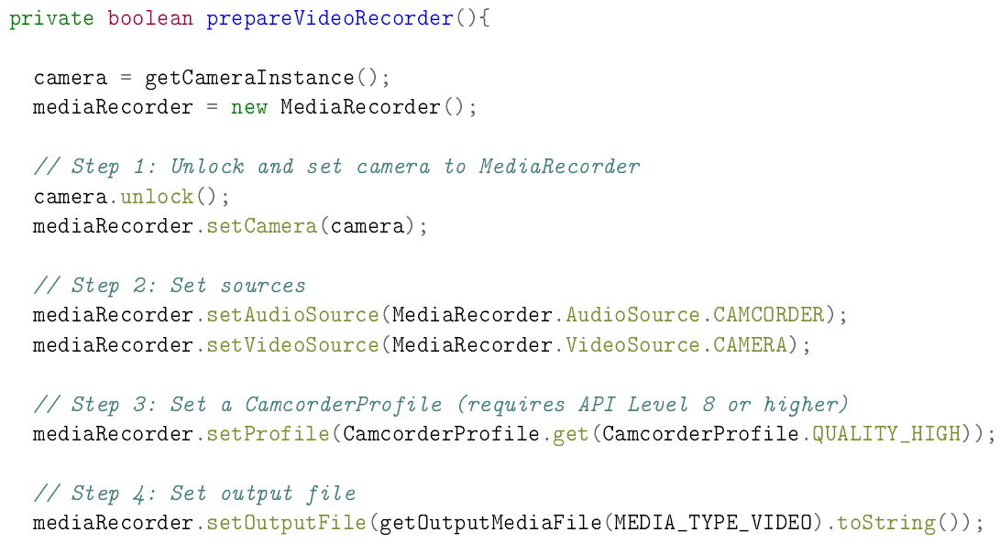 private boolean prepareVideoRecorder(){
camera = getCameraInstance();
mediaRecorder = new MediaRecorder();
// Step 1: Unlock and set camera to MediaRecorder
camera.unlock();
mediaRecorder.setCamera(camera);
// Step 2: Set sources
mediaRecorder.setAudioSource(MediaRecorder.AudioSource.CAMCORDER);
mediaRecorder.setVideoSource(MediaRecorder.VideoSource.CAMERA);
// Step 3: Set a CamcorderProfile (requires API Level 8 or higher)
mediaRecorder.setProfile(CamcorderProfile.get(CamcorderProfile.QUALITY_HIGH));
// Step 4: Set output file
mediaRecorder.setOutputFile(getOutputMediaFile(MEDIA_TYPE_VIDEO).toString());